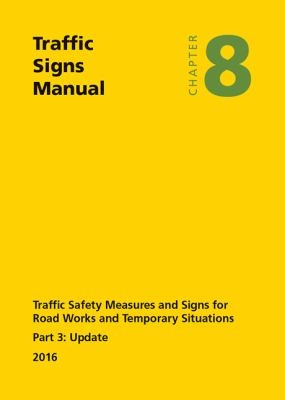 Traffic
Signs
Manual
CHAPTER
8
Traffic Safety Measures and Signs for
Road Works and Temporary Situations
Part 3: Update
2016